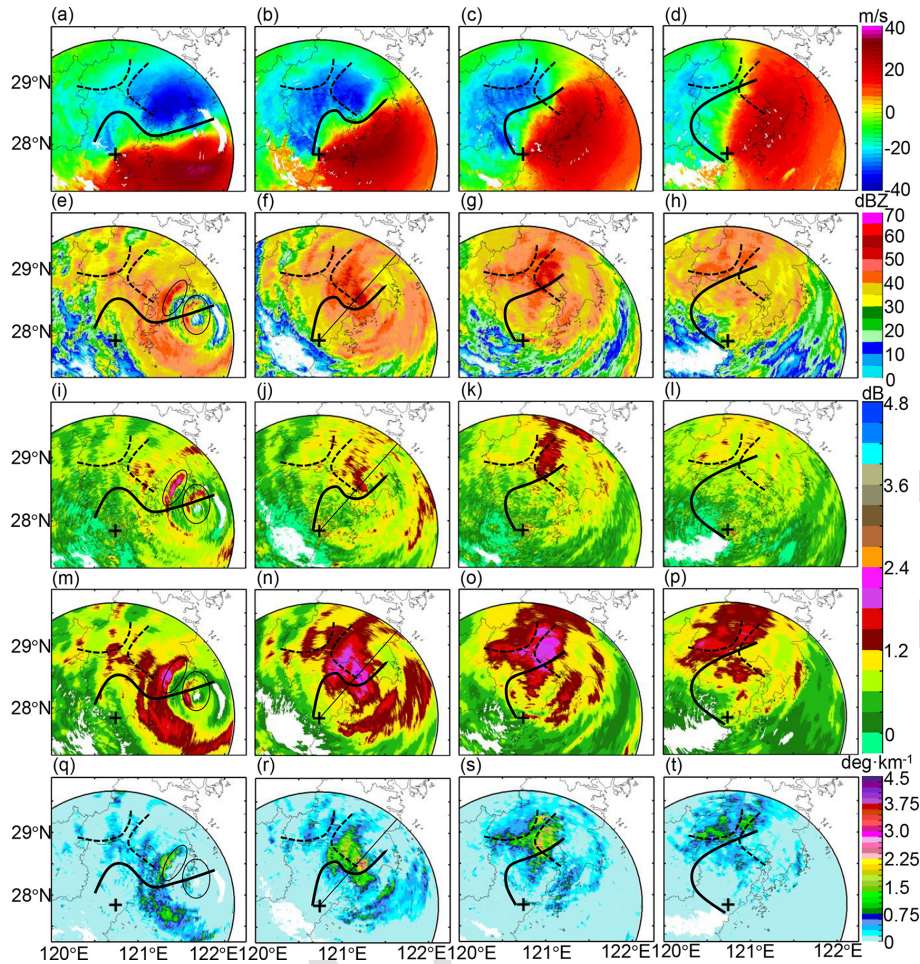 (a) (b) (c) (d) m/s
29°N 28°N 40 20 0 -20 -40
(e) (f) (g) (h) dBZ
29°N 28°N 70 60 50 40 30 20 10 0
(i) (j) (k) (l) dB
29°N 28°N 4.8 3.6
(m) (n) (o) (p) 2.4
29°N 28°N 1.2 0
(q) (r) (s) (t) deg·km⁻¹
29°N 28°N 4.5 3.75 3.0 2.25 1.5 0.75 0
120°E 121°E 122°E 120°E 121°E 122°E 120°E 121°E 122°E 120°E 121°E 122°E